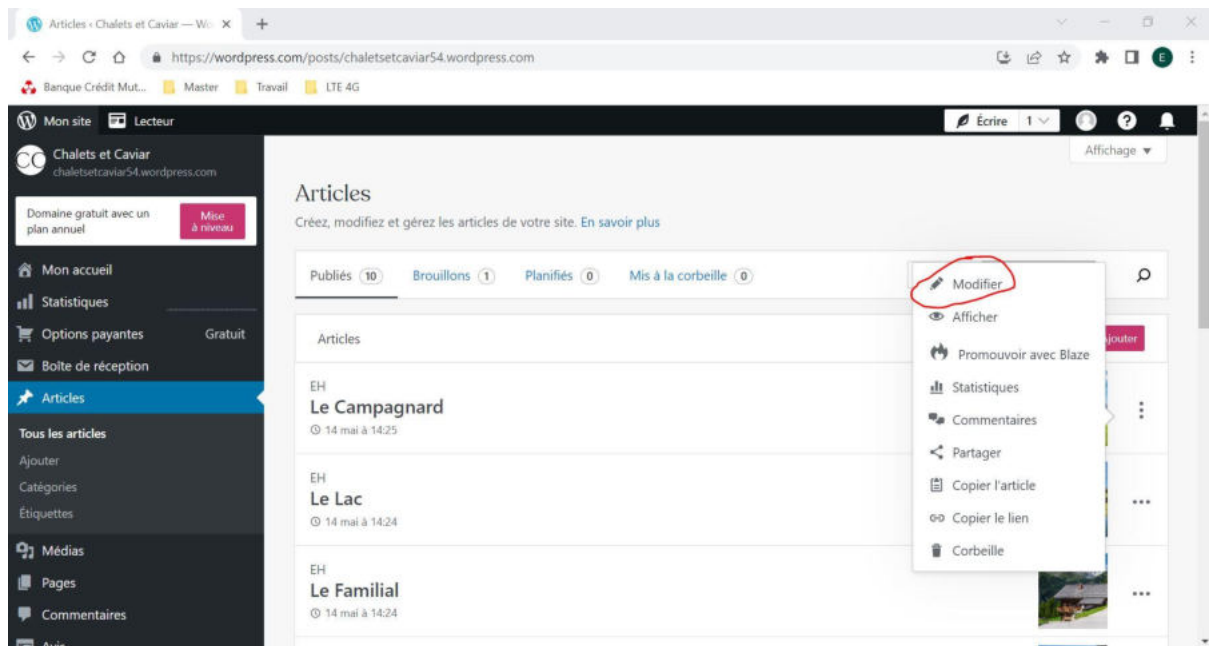 Articles ‹ Chalets et Caviar — Wo
https://wordpress.com/posts/chaletsetcaviar54.wordpress.com
E
Banque Crédit Mut... Master Travail LTE 4G
Mon site Lecteur Écrire 1
CC Chalets et Caviar
chaletsetcaviar54.wordpress.com
Affichage
Domaine gratuit avec un
plan annuel
Mise
à niveau
Mon accueil
Statistiques
Options payantes Gratuit
Boîte de réception
Articles
Tous les articles
Ajouter
Catégories
Étiquettes
Médias
Pages
Commentaires
Avis
Articles
Créez, modifiez et gérez les articles de votre site. En savoir plus
Publiés 10 Brouillons 1 Planifiés 0 Mis à la corbeille 0
Articles
EH
Le Campagnard
14 mai à 14:25
EH
Le Lac
14 mai à 14:24
EH
Le Familial
14 mai à 14:24
Modifier
Afficher
Promouvoir avec Blaze
Statistiques
Commentaires
Partager
Copier l'article
Copier le lien
Corbeille
jouter